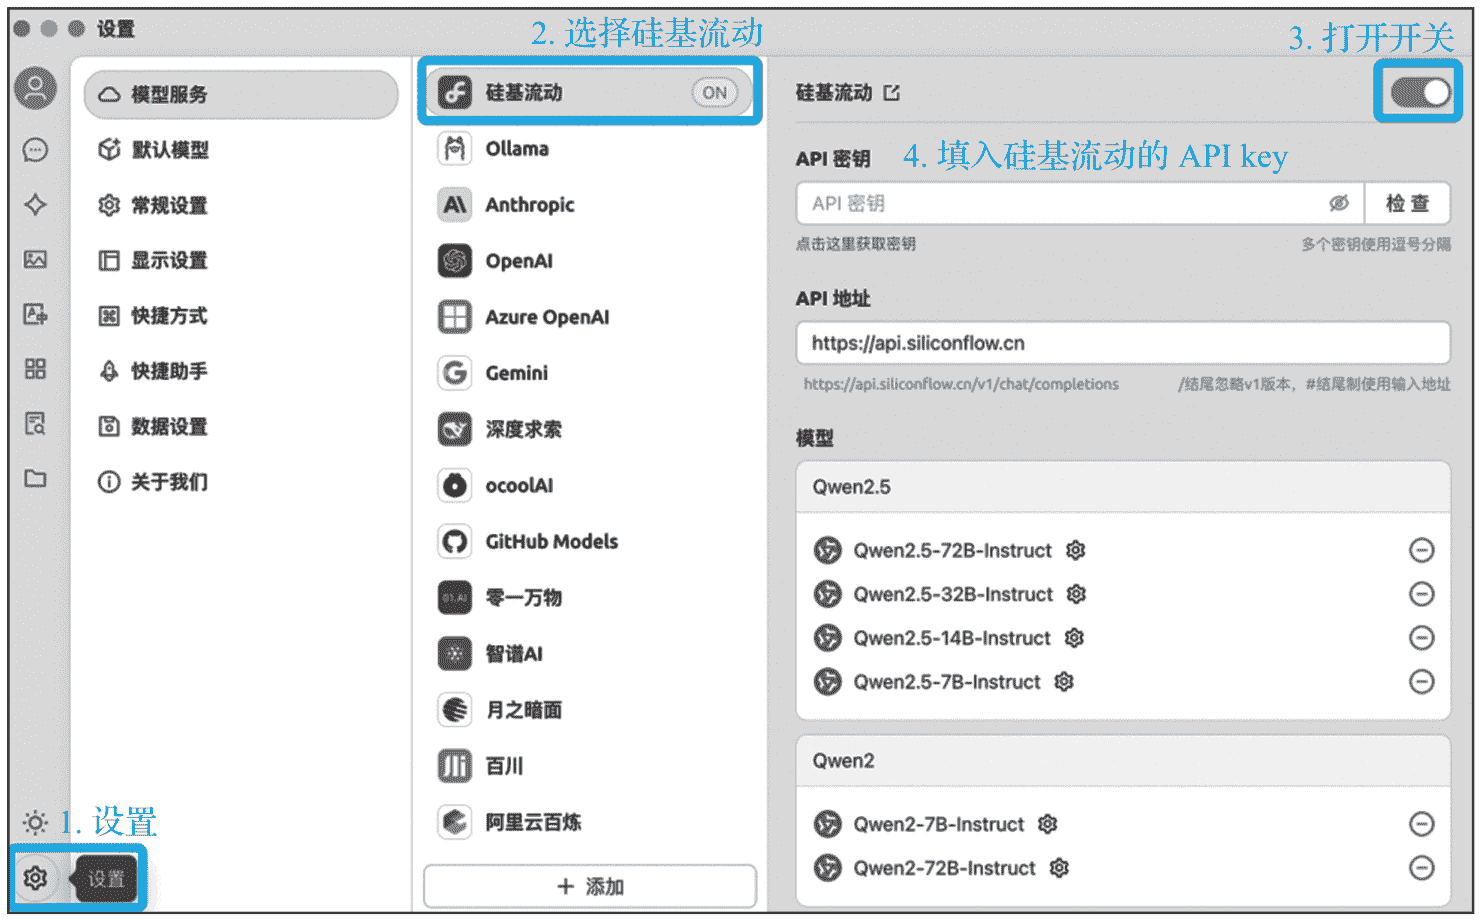 设置
2. 选择硅基流动
3. 打开开关
模型服务
默认模型
常规设置
显示设置
快捷方式
快捷助手
数据设置
关于我们
1. 设置
设置
硅基流动 ON
Ollama
Anthropic
OpenAI
Azure OpenAI
Gemini
深度求索
ocoolAI
GitHub Models
01.AI 零一万物
智谱AI
月之暗面
百川
阿里云百炼
+ 添加
硅基流动
API 密钥 4. 填入硅基流动的 API key
API 密钥 检 查
点击这里获取密钥 多个密钥使用逗号分隔
API 地址
https://api.siliconflow.cn
https://api.siliconflow.cn/v1/chat/completions /结尾忽略v1版本，#结尾制使用输入地址
模型
Qwen2.5
Qwen2.5-72B-Instruct
Qwen2.5-32B-Instruct
Qwen2.5-14B-Instruct
Qwen2.5-7B-Instruct
Qwen2
Qwen2-7B-Instruct
Qwen2-72B-Instruct